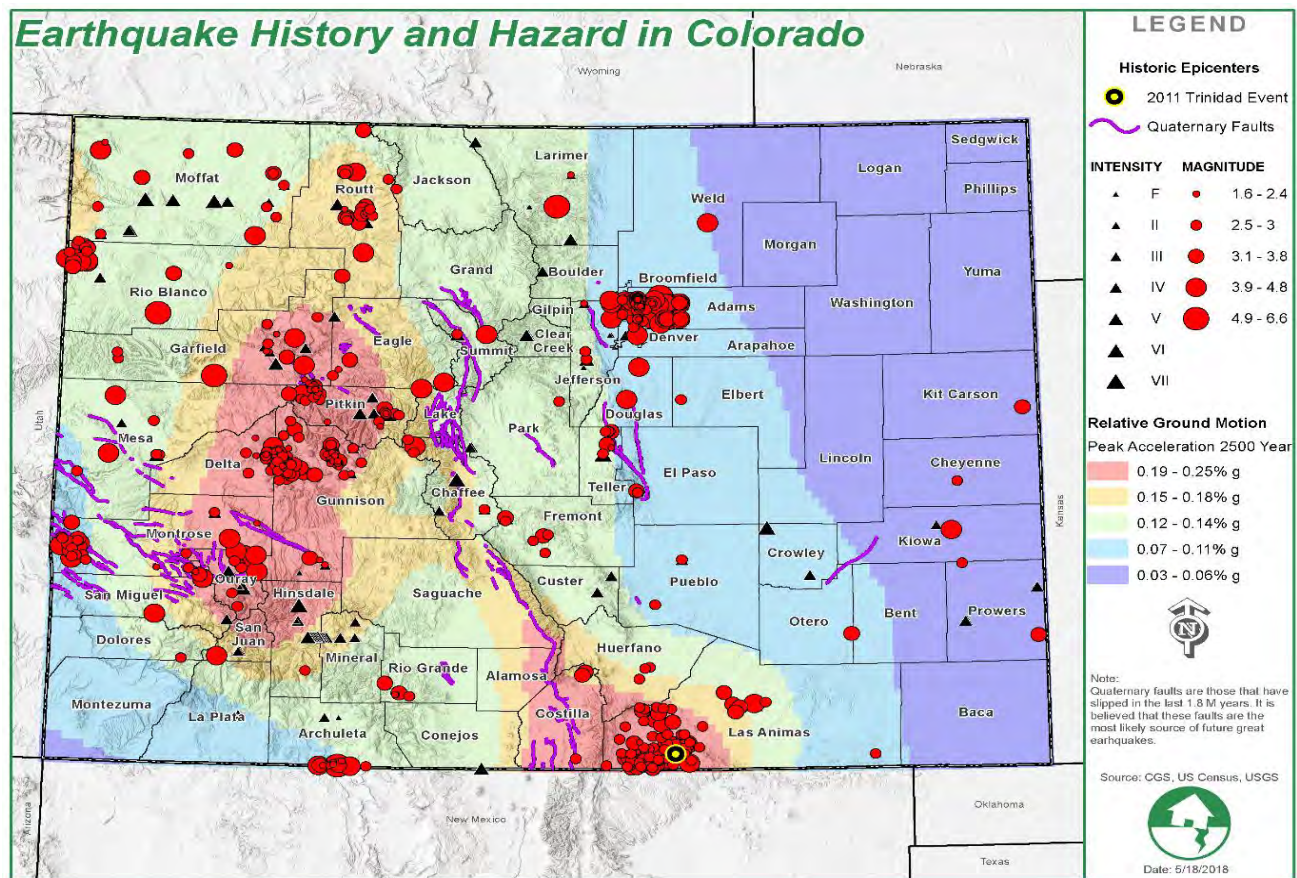 Earthquake History and Hazard in Colorado
Wyoming
Nebraska
Utah
Kansas
Arizona
New Mexico
Oklahoma
Texas
Moffat
Routt
Jackson
Larimer
Weld
Logan
Sedgwick
Phillips
Morgan
Grand
Boulder
Broomfield
Rio Blanco
Washington
Yuma
Gilpin
Adams
Garfield
Eagle
Summit
Clear
Creek
Denver
Arapahoe
Jefferson
Pitkin
Lake
Douglas
Elbert
Kit Carson
Mesa
Park
Delta
Lincoln
Cheyenne
El Paso
Gunnison
Chaffee
Teller
Fremont
Montrose
Crowley
Kiowa
Ouray
Hinsdale
Custer
Pueblo
San Miguel
Saguache
Dolores
San
Juan
Mineral
Otero
Bent
Prowers
Rio Grande
Huerfano
Alamosa
Montezuma
La Plata
Archuleta
Conejos
Costilla
Las Animas
Baca
LEGEND
Historic Epicenters
2011 Trinidad Event
Quaternary Faults
INTENSITY MAGNITUDE
F 1.6 - 2.4
II 2.5 - 3
III 3.1 - 3.8
IV 3.9 - 4.8
V 4.9 - 6.6
VI
VII
Relative Ground Motion
Peak Acceleration 2500 Year
0.19 - 0.25% g
0.15 - 0.18% g
0.12 - 0.14% g
0.07 - 0.11% g
0.03 - 0.06% g
N
Note:
Quaternary faults are those that have
slipped in the last 1.8 M years. It is
believed that these faults are the
most likely source of future great
earthquakes.
Source: CGS, US Census, USGS
Date: 5/18/2018